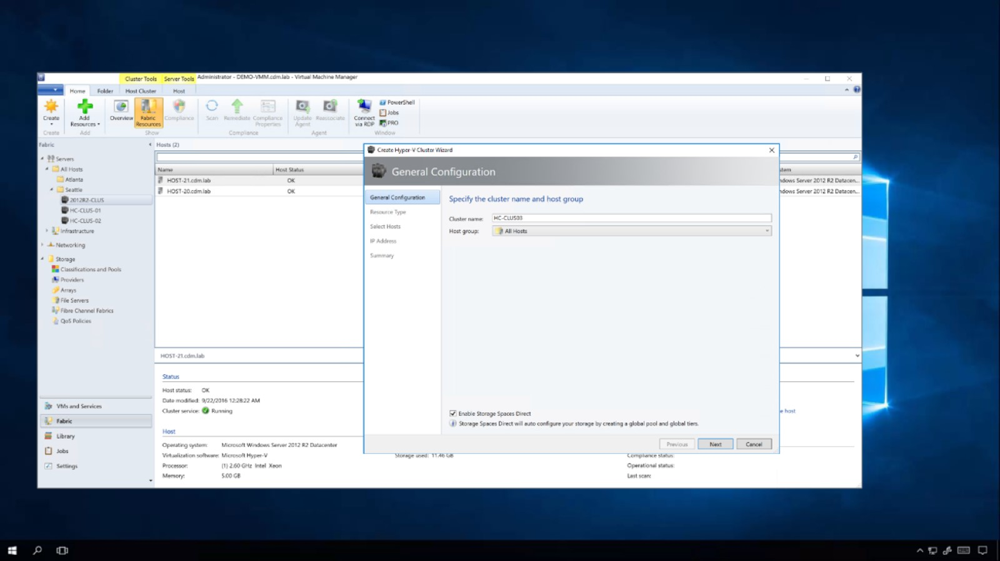 Cluster Tools Server Tools Administrator - DEMO-VMM.cdm.lab - Virtual Machine Manager
Home Folder Host Cluster Host
Create
Add Resources
Overview
Fabric Resources
Compliance
Scan
Remediate
Compliance Properties
Update Agent
Reassociate
Connect via RDP
PowerShell
Jobs
PRO
Create Add Show Compliance Agent Window
Fabric
Servers
All Hosts
Atlanta
Seattle
2012R2-CLUS
HC-CLUS-01
HC-CLUS-02
Infrastructure
Networking
Storage
Classifications and Pools
Providers
Arrays
File Servers
Fibre Channel Fabrics
QoS Policies
VMs and Services
Fabric
Library
Jobs
Settings
Hosts (2)
Name Host Status
HOST-21.cdm.lab OK
HOST-20.cdm.lab OK
ndows Server 2012 R2 Datacen...
ndows Server 2012 R2 Datacen...
Create Hyper-V Cluster Wizard
General Configuration
General Configuration
Resource Type
Select Hosts
IP Address
Summary
Specify the cluster name and host group
Cluster name: HC-CLUS03
Host group: All Hosts
Enable Storage Spaces Direct
Storage Spaces Direct will auto configure your storage by creating a global pool and global tiers.
Previous Next Cancel
HOST-21.cdm.lab
Status
Host status: OK
Date modified: 9/22/2016 12:28:22 AM
Cluster service: Running
e host
Host
Operating system: Microsoft Windows Server 2012 R2 Datacenter
Virtualization software: Microsoft Hyper-V
Processor: (1) 2.60 GHz Intel Xeon
Memory: 5.00 GB
Storage used: 11.46 GB
Compliance status:
Operational status:
Last scan: